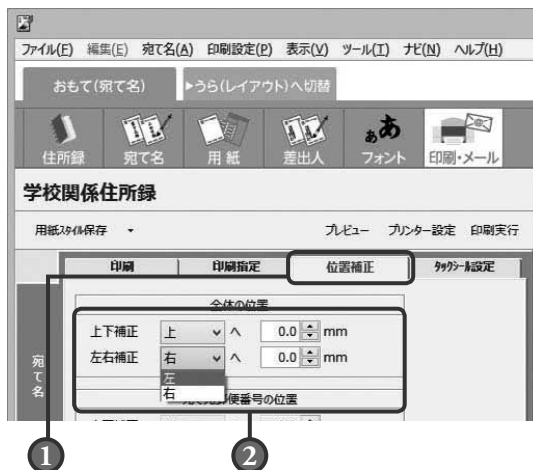 ファイル(F) 編集(E) 宛て名(A) 印刷設定(P) 表示(V) ツール(T) ナビ(N) ヘルプ(H)
おもて(宛て名) ▶うら(レイアウト)へ切替
住所録 宛て名 用紙 差出人 ああ フォント 印刷・メール
学校関係住所録
用紙スタイル保存 プレビュー プリンター設定 印刷実行
印刷 印刷指定 位置補正 タックシール設定
全体の位置
上下補正 上 へ 0.0 mm
左右補正 右 へ 0.0 mm
左
右 郵便番号の位置
宛て名
1 2